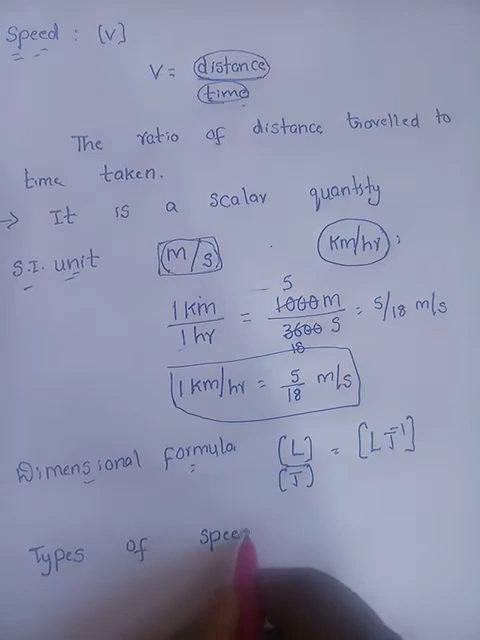 Speed : [v]
V = distance
time
The ratio of distance travelled to
time taken.
→ It is a scalar quantity
S.I. unit m/s km/hr ;
5
1 km / 1 hr = 1000 m / 3600 s = 5/18 m/s
18
1 km/hr = 5/18 m/s
Dimensional formula [L] / [T] = [L T⁻¹]
Types of spee